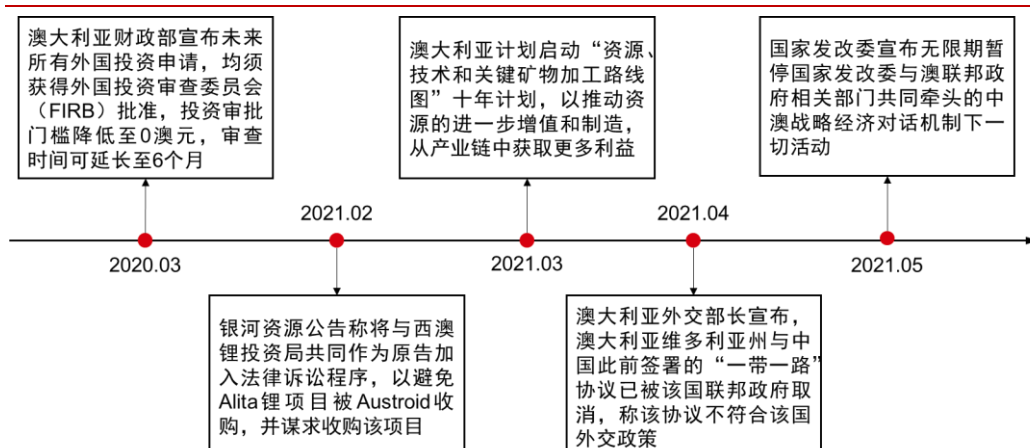 澳大利亚财政部宣布未来
所有外国投资申请，均须
获得外国投资审查委员会
（FIRB）批准，投资审批
门槛降低至0澳元，审查
时间可延长至6个月
澳大利亚计划启动“资源、
技术和关键矿物加工路线
图”十年计划，以推动资
源的进一步增值和制造，
从产业链中获取更多利益
国家发改委宣布无限期暂
停国家发改委与澳联邦政
府相关部门共同牵头的中
澳战略经济对话机制下一
切活动
2021.02
2021.04
2020.03
2021.03
2021.05
银河资源公告称将与西澳
锂投资局共同作为原告加
入法律诉讼程序，以避免
Alita锂项目被Austroid收
购，并谋求收购该项目
澳大利亚外交部长宣布，
澳大利亚维多利亚州与中
国此前签署的“一带一路”
协议已被该国联邦政府取
消，称该协议不符合该国
外交政策